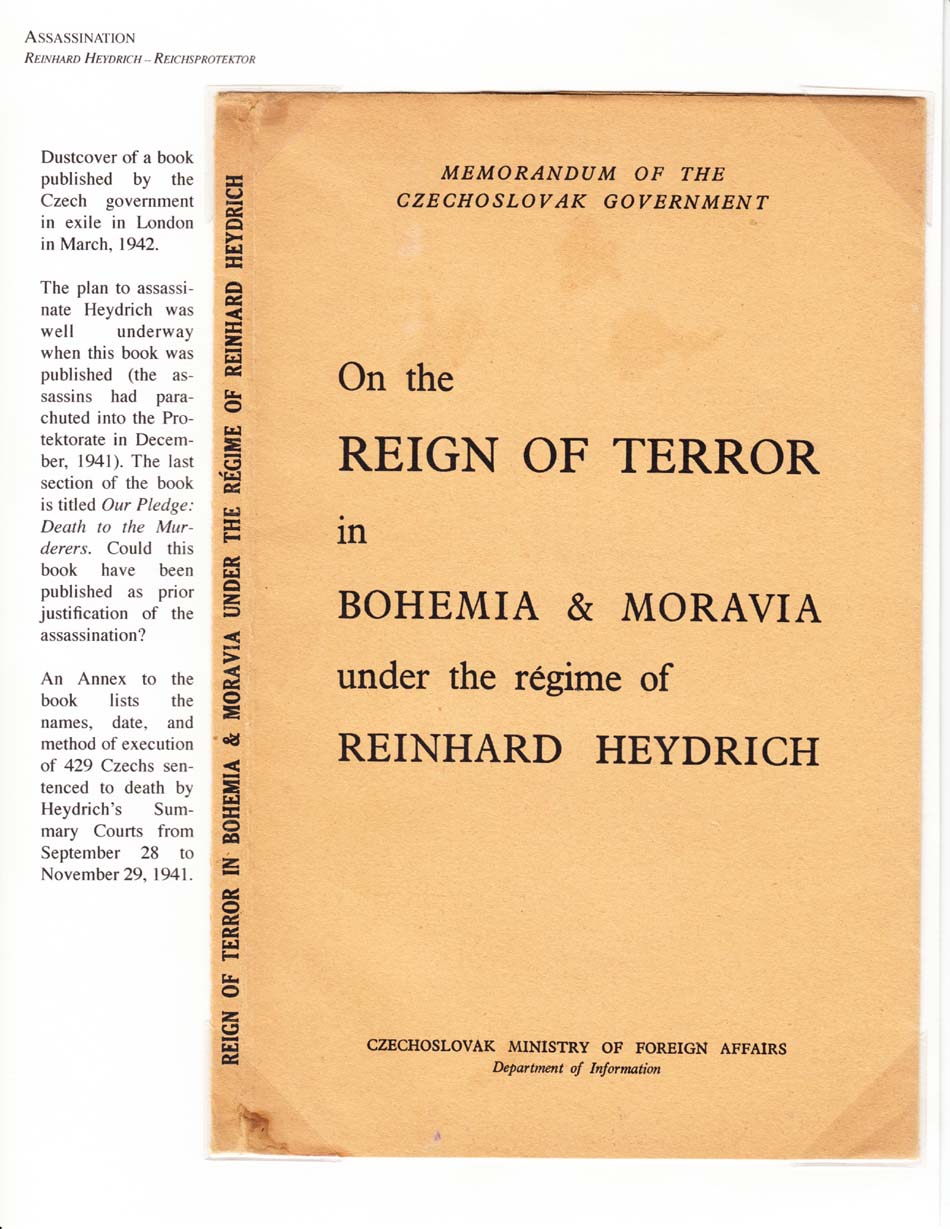 ASSASSINATION
REINHARD HEYDRICH – REICHSPROTEKTOR
Dustcover of a book
published by the
Czech government
in exile in London
in March, 1942.
The plan to assassi-
nate Heydrich was
well underway
when this book was
published (the as-
sassins had para-
chuted into the Pro-
tektorate in Decem-
ber, 1941). The last
section of the book
is titled Our Pledge:
Death to the Mur-
derers. Could this
book have been
published as prior
justification of the
assassination?
An Annex to the
book lists the
names, date, and
method of execution
of 429 Czechs sen-
tenced to death by
Heydrich's Sum-
mary Courts from
September 28 to
November 29, 1941.
REIGN OF TERROR IN BOHEMIA & MORAVIA UNDER THE RÉGIME OF REINHARD HEYDRICH
MEMORANDUM OF THE
CZECHOSLOVAK GOVERNMENT
On the
REIGN OF TERROR
in
BOHEMIA & MORAVIA
under the régime of
REINHARD HEYDRICH
CZECHOSLOVAK MINISTRY OF FOREIGN AFFAIRS
Department of Information